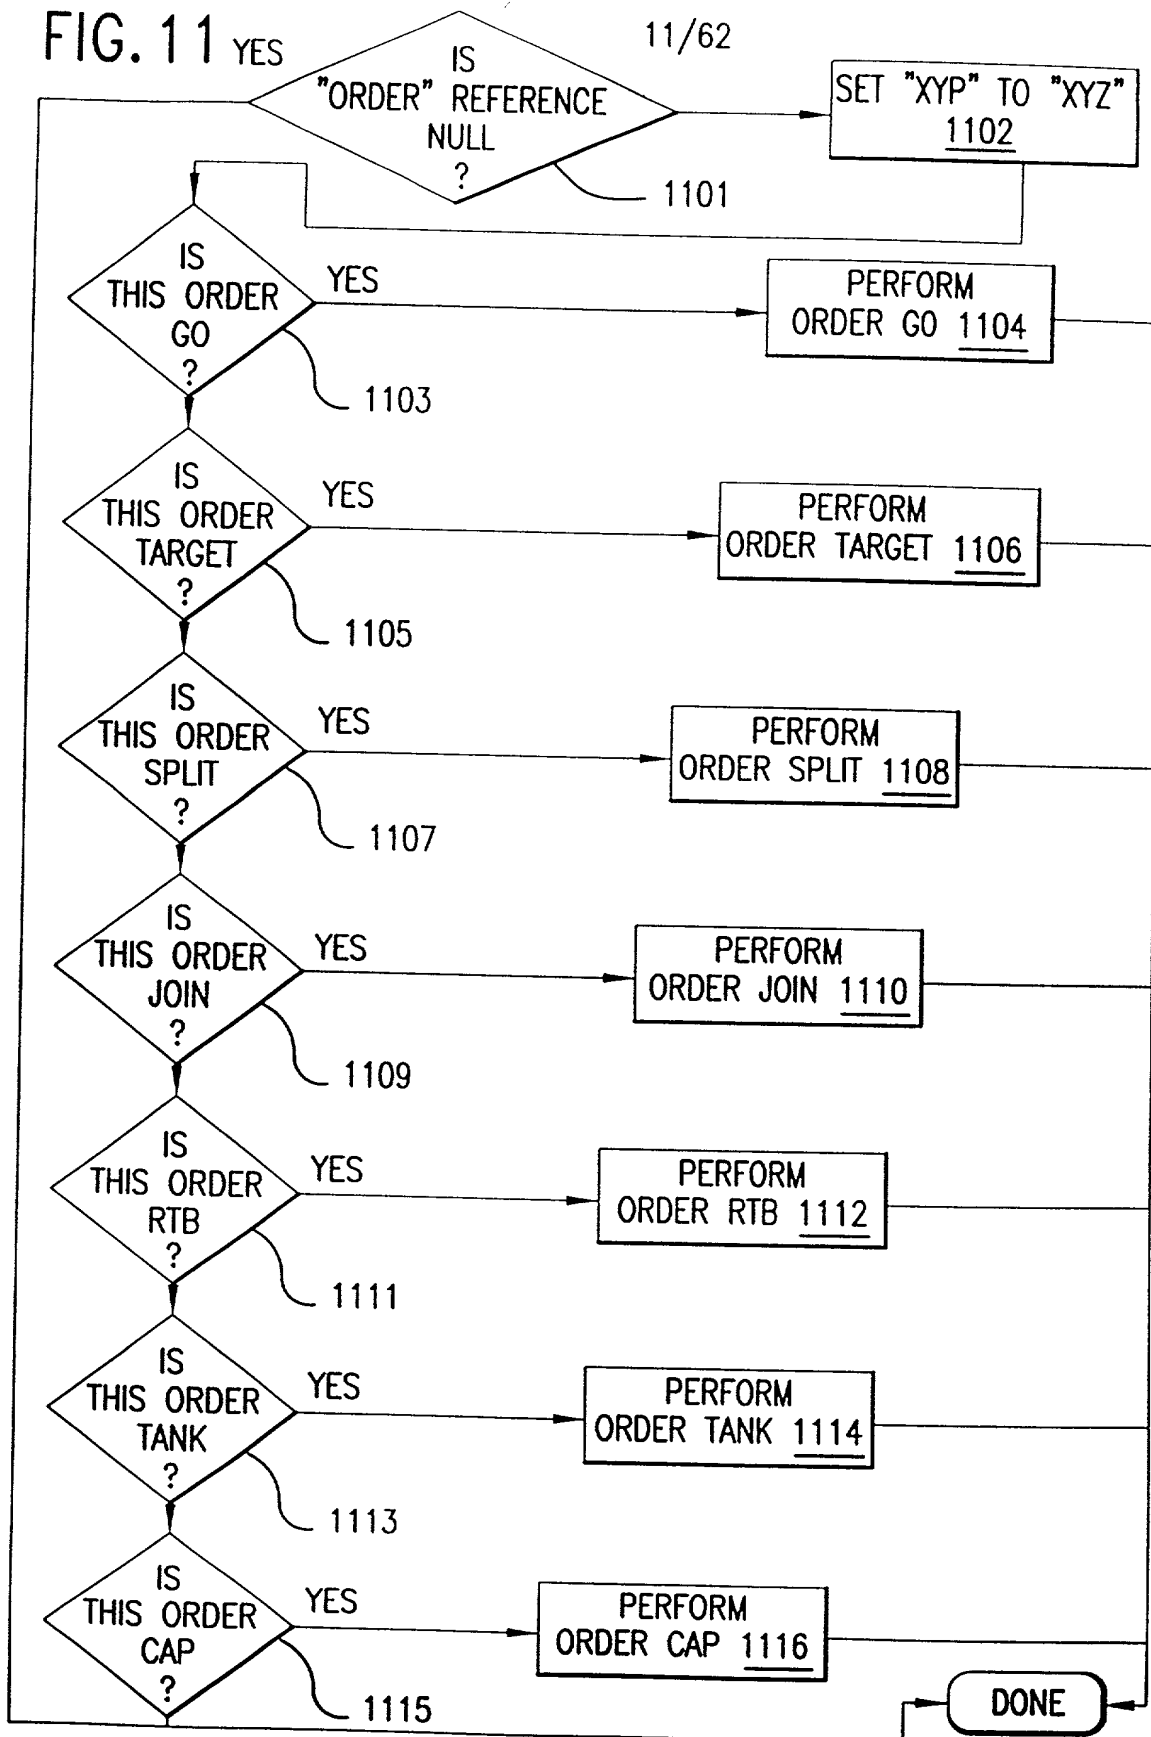 FIG. 11
11/62
YES
IS
"ORDER" REFERENCE
NULL
?
1101
SET "XYP" TO "XYZ"
1102
IS
THIS ORDER
GO
?
YES
1103
PERFORM
ORDER GO 1104
IS
THIS ORDER
TARGET
?
YES
1105
PERFORM
ORDER TARGET 1106
IS
THIS ORDER
SPLIT
?
YES
1107
PERFORM
ORDER SPLIT 1108
IS
THIS ORDER
JOIN
?
YES
1109
PERFORM
ORDER JOIN 1110
IS
THIS ORDER
RTB
?
YES
1111
PERFORM
ORDER RTB 1112
IS
THIS ORDER
TANK
?
YES
1113
PERFORM
ORDER TANK 1114
IS
THIS ORDER
CAP
?
YES
1115
PERFORM
ORDER CAP 1116
DONE